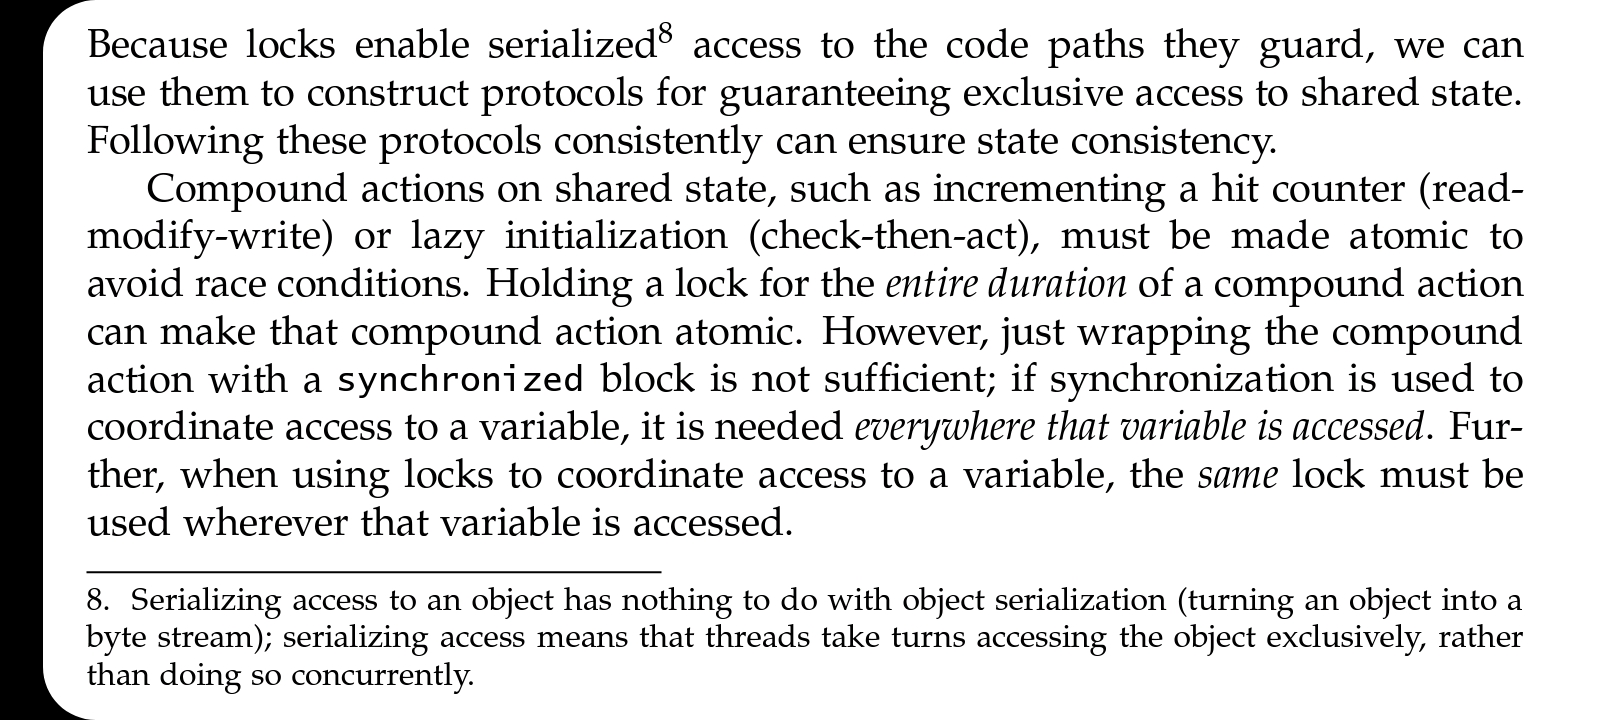 Because locks enable serialized⁸ access to the code paths they guard, we can
use them to construct protocols for guaranteeing exclusive access to shared state.
Following these protocols consistently can ensure state consistency.
Compound actions on shared state, such as incrementing a hit counter (read-
modify-write) or lazy initialization (check-then-act), must be made atomic to
avoid race conditions. Holding a lock for the entire duration of a compound action
can make that compound action atomic. However, just wrapping the compound
action with a synchronized block is not sufficient; if synchronization is used to
coordinate access to a variable, it is needed everywhere that variable is accessed. Fur-
ther, when using locks to coordinate access to a variable, the same lock must be
used wherever that variable is accessed.
8. Serializing access to an object has nothing to do with object serialization (turning an object into a
byte stream); serializing access means that threads take turns accessing the object exclusively, rather
than doing so concurrently.